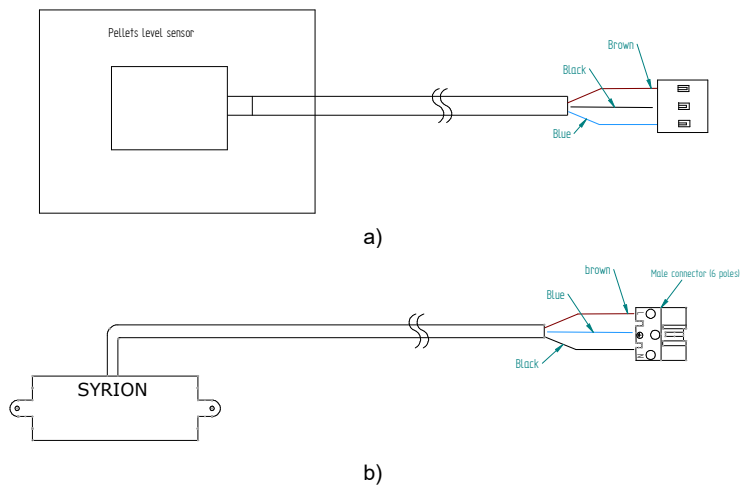 Pellets level sensor
Brown
Black
Blue
a)
brown
Male connector (6 poles)
Blue
L
Black
N
SYRION
b)